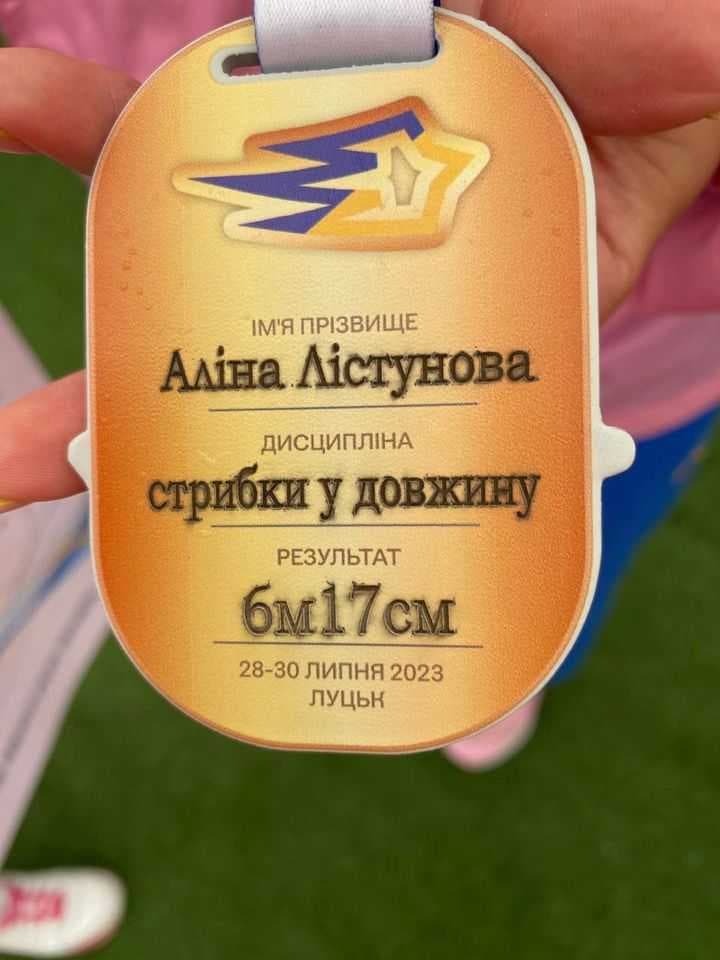 ІМ'Я ПРІЗВИЩЕ
Аліна Лістунова
ДИСЦИПЛІНА
стрибки у довжину
РЕЗУЛЬТАТ
6м17см
28-30 ЛИПНЯ 2023
ЛУЦЬК